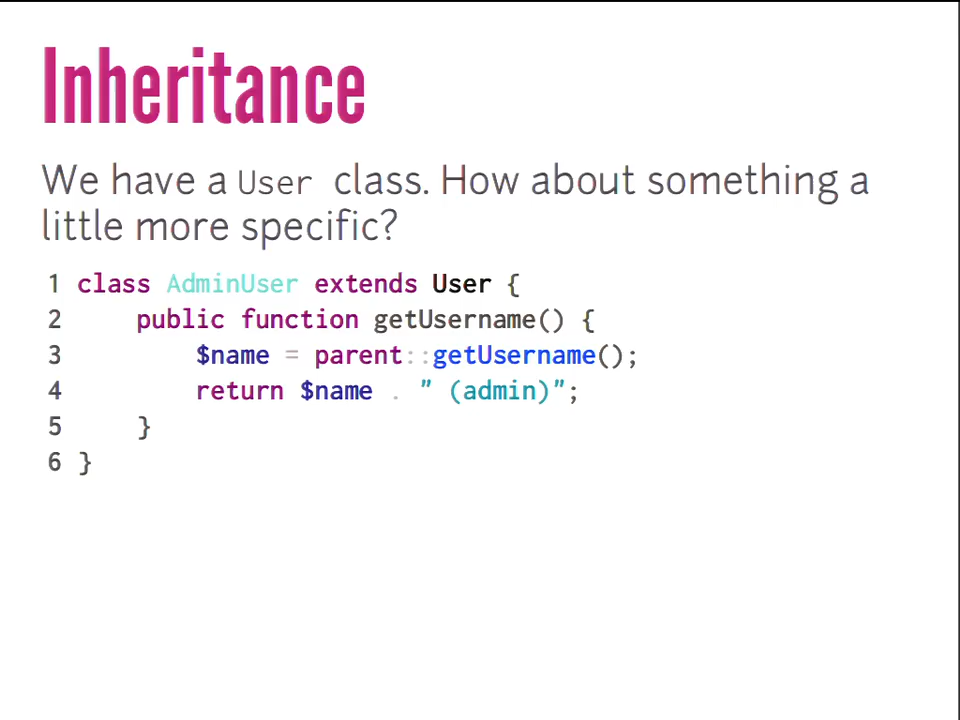 Inheritance
We have a User class. How about something a
little more specific?
1 class AdminUser extends User {
2     public function getUsername() {
3         $name = parent::getUsername();
4         return $name . " (admin)";
5     }
6 }